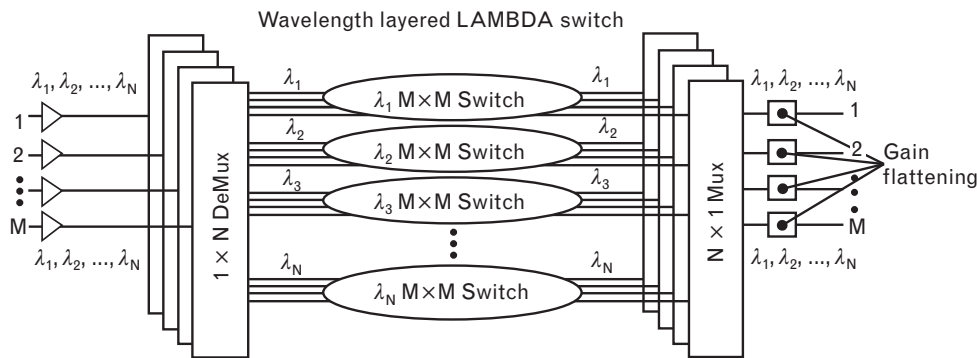 Wavelength layered LAMBDA switch
λ1, λ2, ..., λN
1
2
M
λ1, λ2, ..., λN
1 × N DeMux
λ1
λ1 M×M Switch
λ1
λ2
λ2 M×M Switch
λ2
λ3
λ3 M×M Switch
λ3
λN
λN M×M Switch
λN
N × 1 Mux
λ1, λ2, ..., λN
1
2
M
λ1, λ2, ..., λN
Gain
flattening